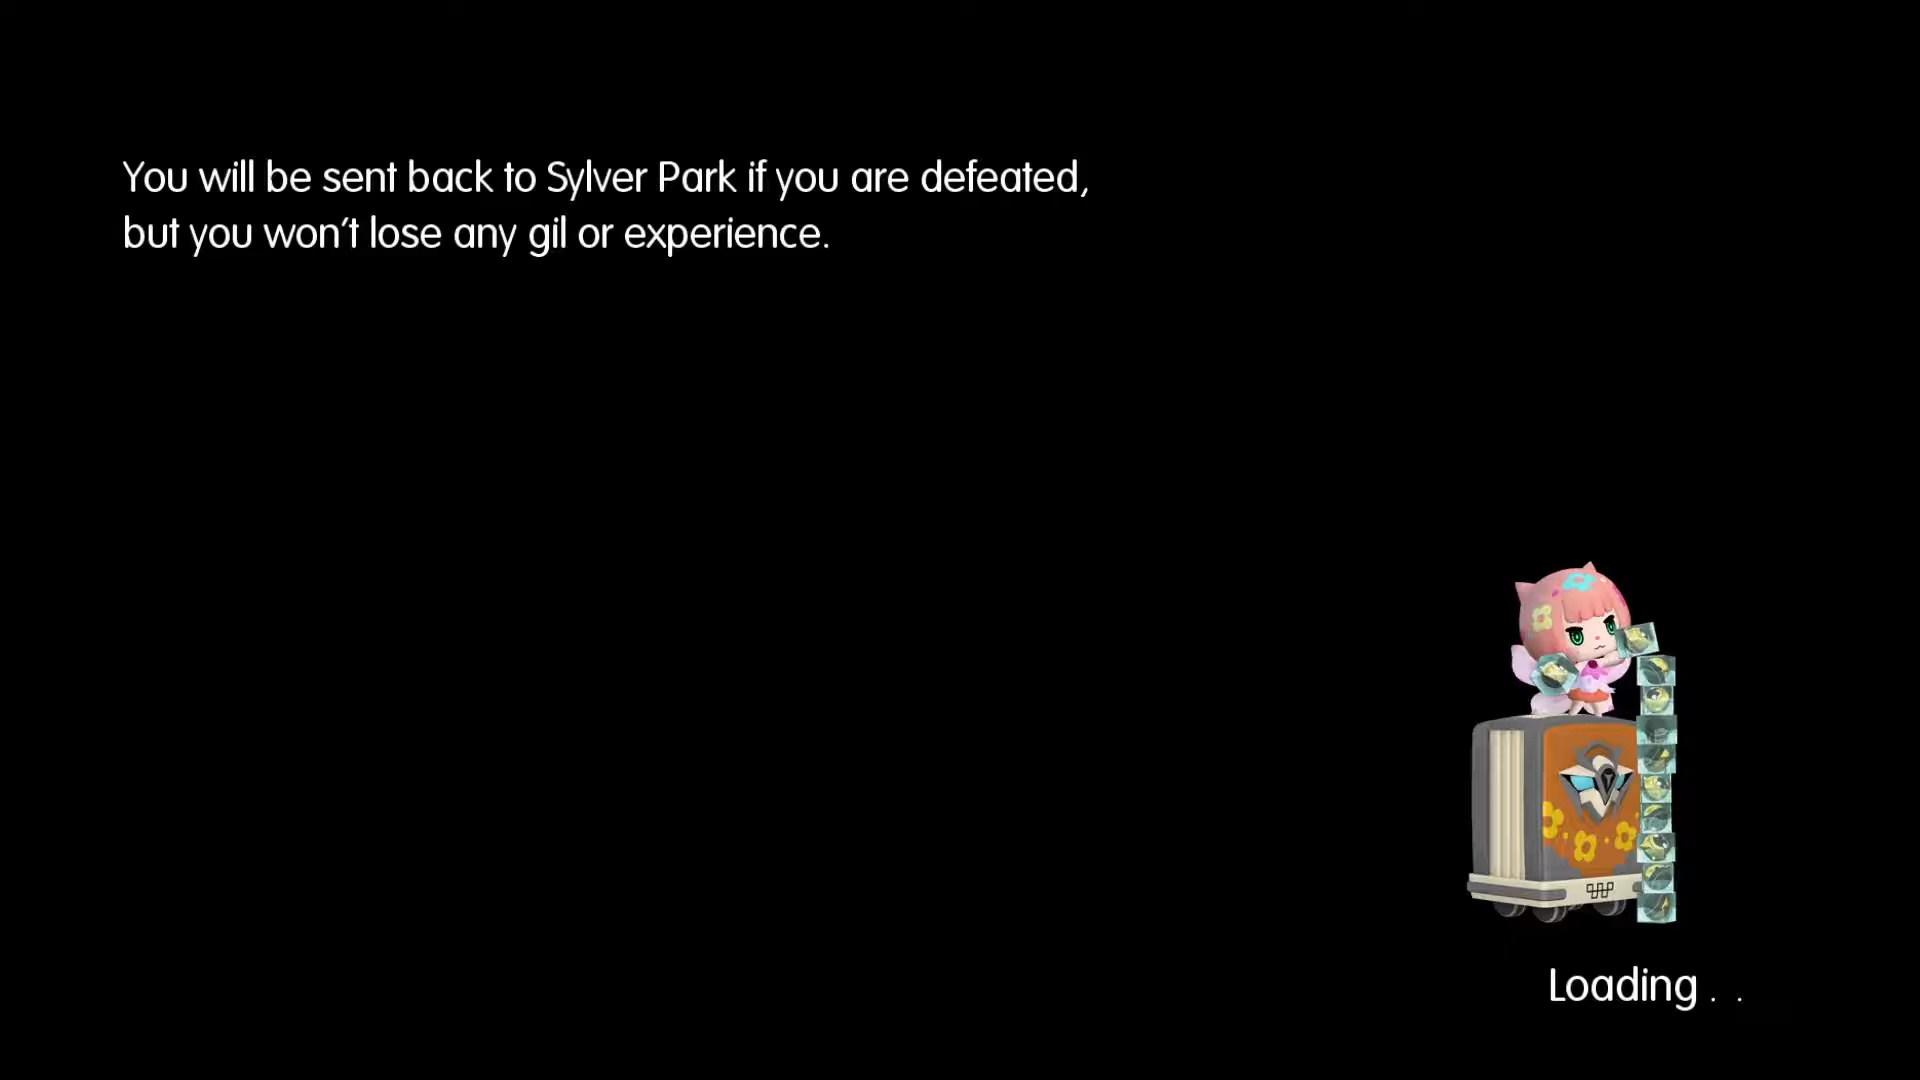 You will be sent back to Sylver Park if you are defeated,
but you won't lose any gil or experience.
Loading . .